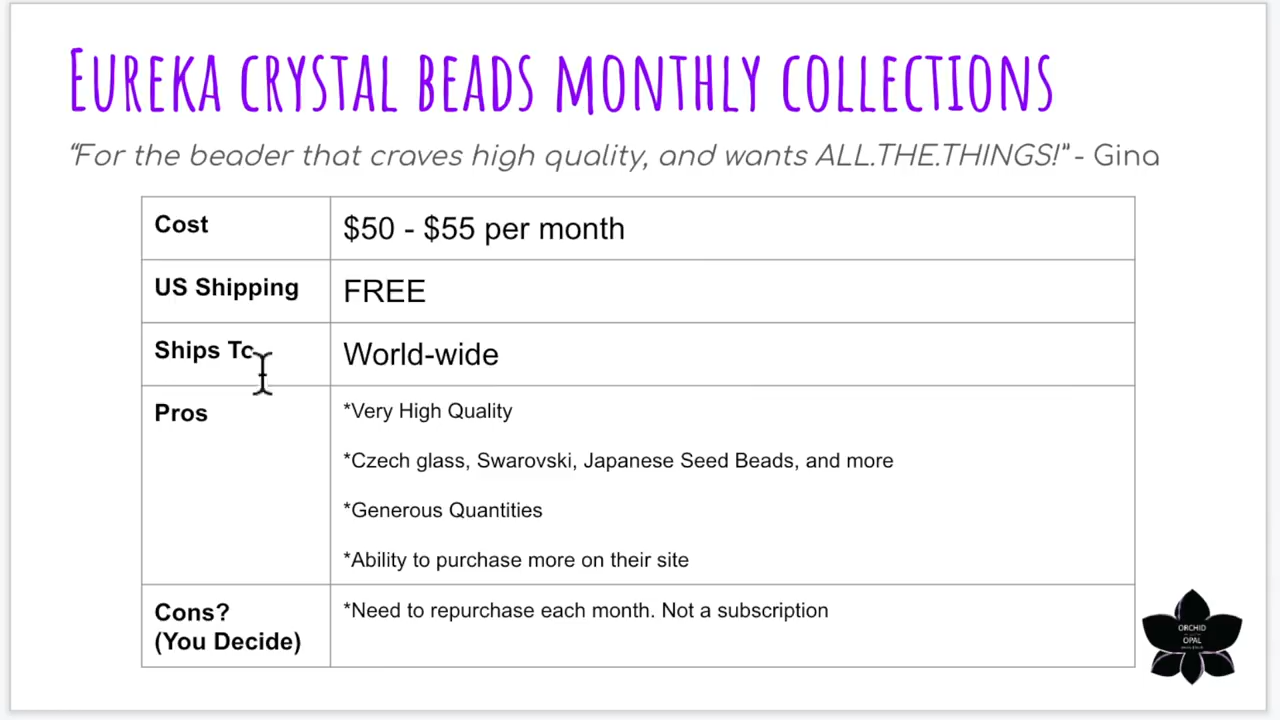 Eureka crystal beads monthly collections
“For the beader that craves high quality, and wants ALL.THE.THINGS!” - Gina
Cost
$50 - $55 per month
US Shipping
FREE
Ships To
World-wide
Pros
*Very High Quality
*Czech glass, Swarovski, Japanese Seed Beads, and more
*Generous Quantities
*Ability to purchase more on their site
Cons?
(You Decide)
*Need to repurchase each month. Not a subscription
ORCHID
OPAL